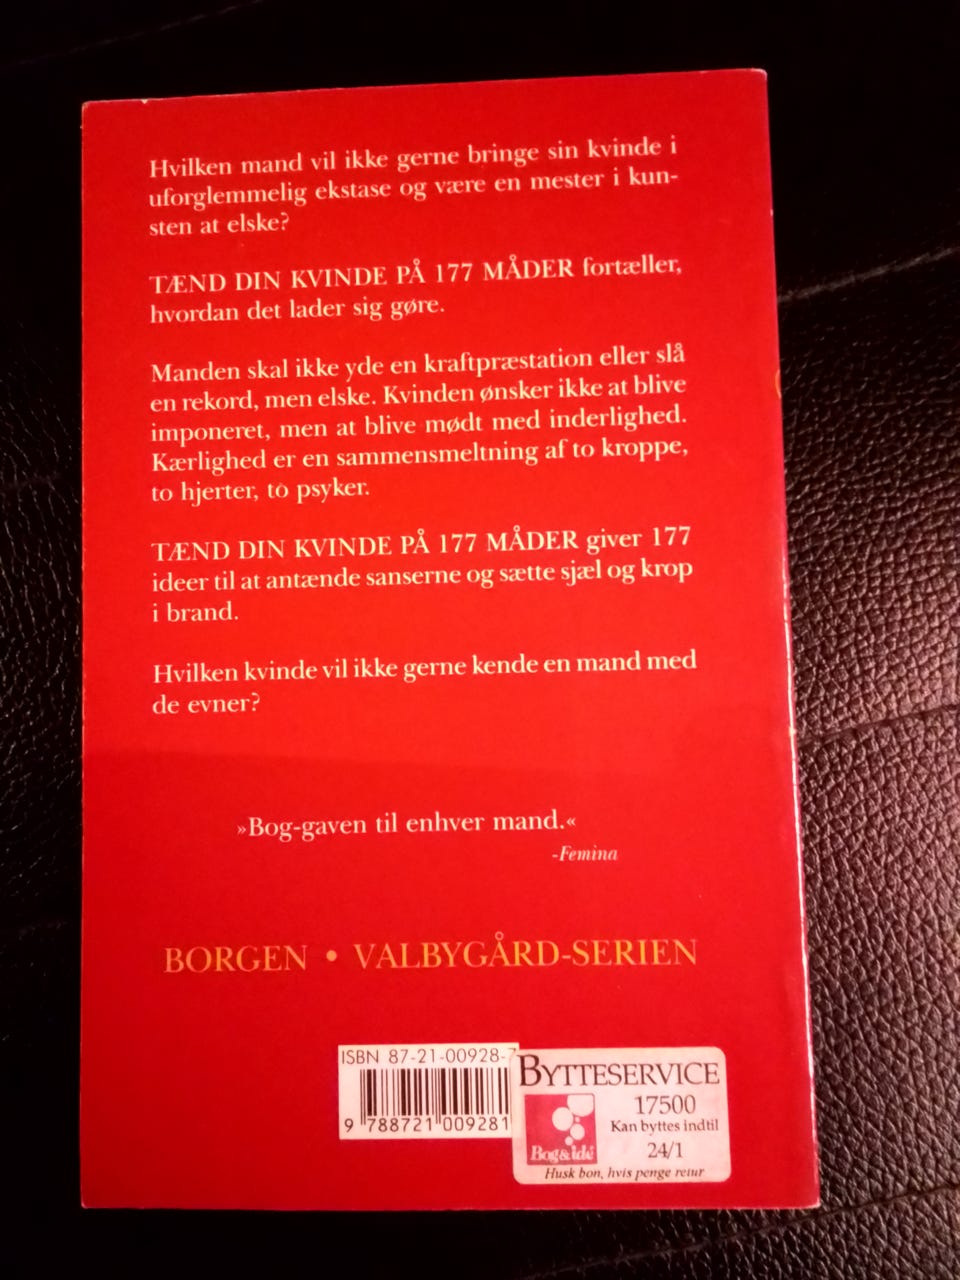 Hvilken mand vil ikke gerne bringe sin kvinde i
uforglemmelig ekstase og være en mester i kun-
sten at elske?
TÆND DIN KVINDE PÅ 177 MÅDER fortæller,
hvordan det lader sig gøre.
Manden skal ikke yde en kraftpræstation eller slå
en rekord, men elske. Kvinden ønsker ikke at blive
imponeret, men at blive mødt med inderlighed.
Kærlighed er en sammensmeltning af to kroppe,
to hjerter, to psyker.
TÆND DIN KVINDE PÅ 177 MÅDER giver 177
ideer til at antænde sanserne og sætte sjæl og krop
i brand.
Hvilken kvinde vil ikke gerne kende en mand med
de evner?
»Bog-gaven til enhver mand.«
-Femina
BORGEN • VALBYGÅRD-SERIEN
ISBN 87-21-00928-7
9 788721 009281
BYTTESERVICE
17500
Kan byttes indtil
24/1
Bog & idé
Husk bon, hvis penge retur